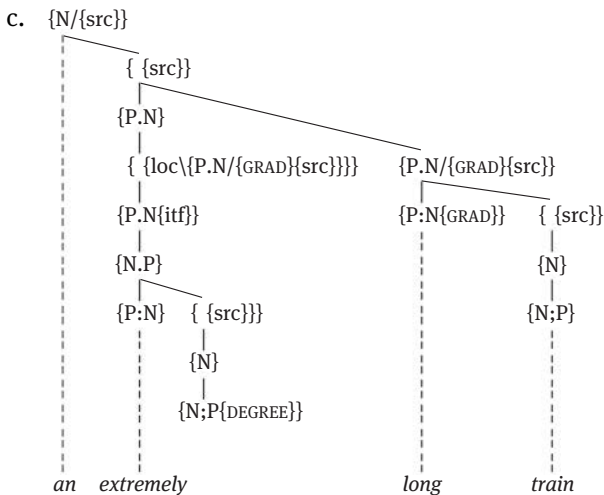 c. {N/{src}}
{ {src}}
{P.N}
{ {loc\{P.N/{GRAD}{src}}}} {P.N/{GRAD}{src}}
{P.N{itf}} {P:N{GRAD}} { {src}}
{N.P} {N}
{P:N} { {src}}} {N;P}
{N}
{N;P{DEGREE}}
an extremely long train